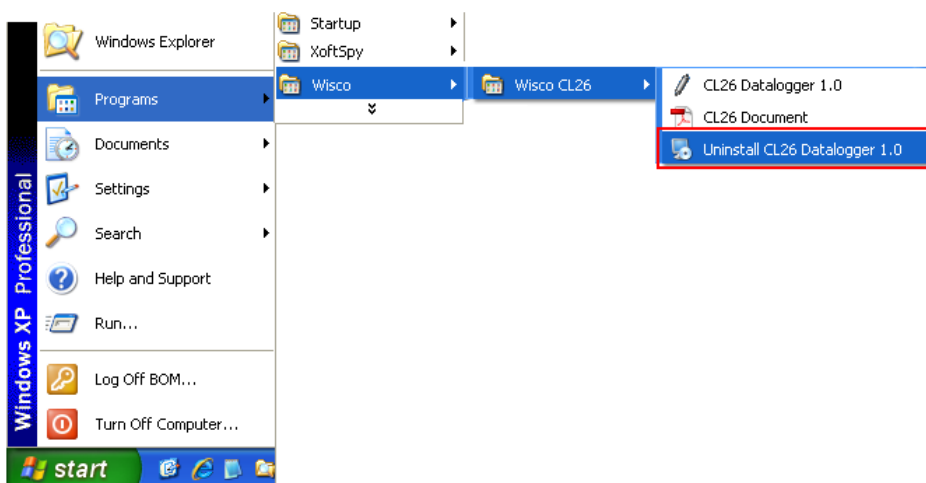 Windows XP Professional
Windows Explorer
Programs
Documents
Settings
Search
Help and Support
Run...
Log Off BOM...
Turn Off Computer...
start
Startup
XoftSpy
Wisco
Wisco CL26
CL26 Datalogger 1.0
CL26 Document
Uninstall CL26 Datalogger 1.0